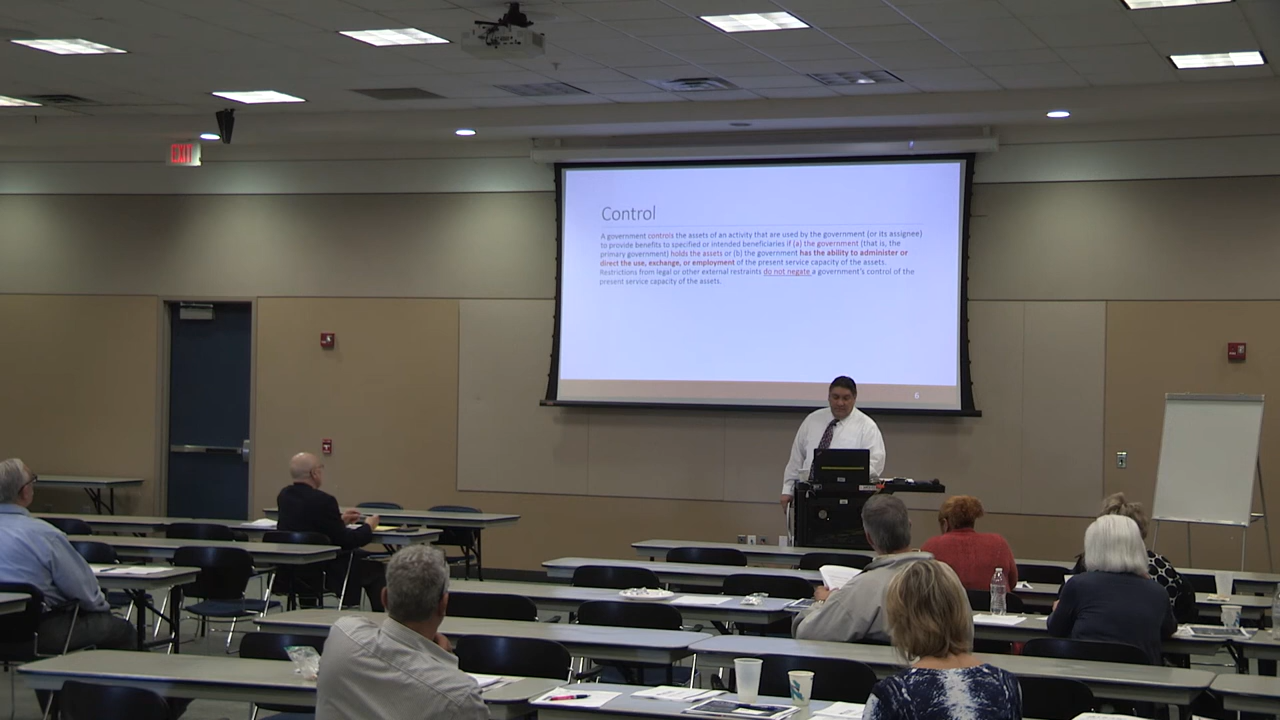 EXIT
Control
A government controls the assets of an activity that are used by the government (or its assignee)
to provide benefits to specified or intended beneficiaries if (a) the government (that is, the
primary government) holds the assets or (b) the government has the ability to administer or
direct the use, exchange, or employment of the present service capacity of the assets.
Restrictions from legal or other external restraints do not negate a government's control of the
present service capacity of the assets.
6